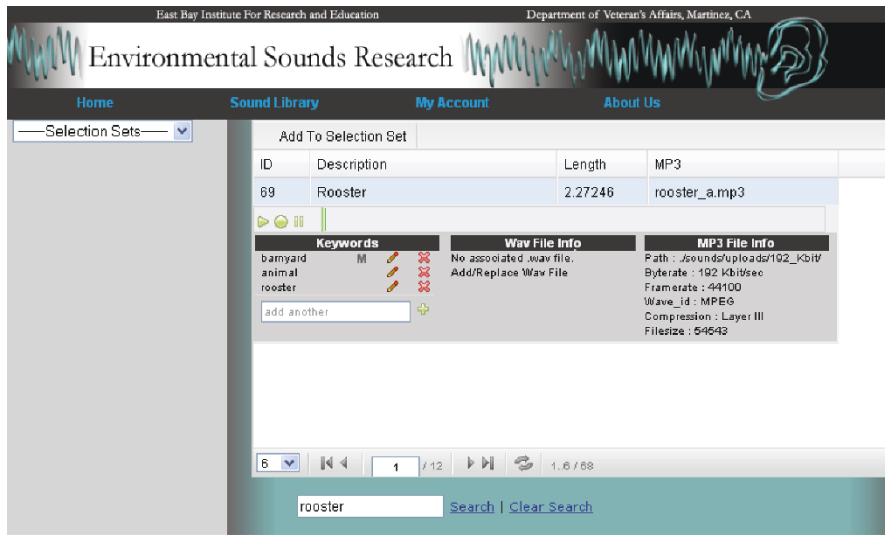 East Bay Institute For Research and Education Department of Veteran's Affairs, Martinez, CA
Environmental Sounds Research
Home Sound Library My Account About Us
——Selection Sets——
Add To Selection Set
ID Description Length MP3
69 Rooster 2.27246 rooster_a.mp3
Keywords Wav File Info MP3 File Info
barnyard M No associated .wav file. Path : ./sounds/uploads/192_Kbit/
animal Add/Replace Wav File Byterate : 192 Kbit/sec
rooster Framerate : 44100
Wave_id : MPEG
add another Compression : Layer III
Filesize : 54543
6 1 / 12 1..6 / 68
rooster Search | Clear Search